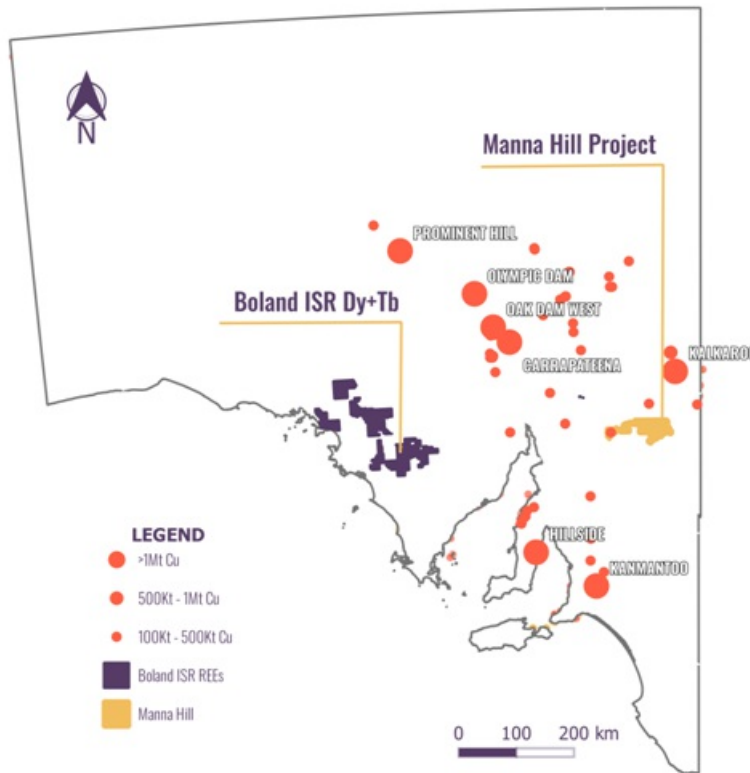 N
Manna Hill Project
PROMINENT HILL
OLYMPIC DAM
Boland ISR Dy+Tb
OAK DAM WEST
CARRAPATEENA
KALKAROO
HILLSIDE
KANMANTOO
LEGEND
>1Mt Cu
500Kt - 1Mt Cu
100Kt - 500Kt Cu
Boland ISR REEs
Manna Hill
0 100 200 km